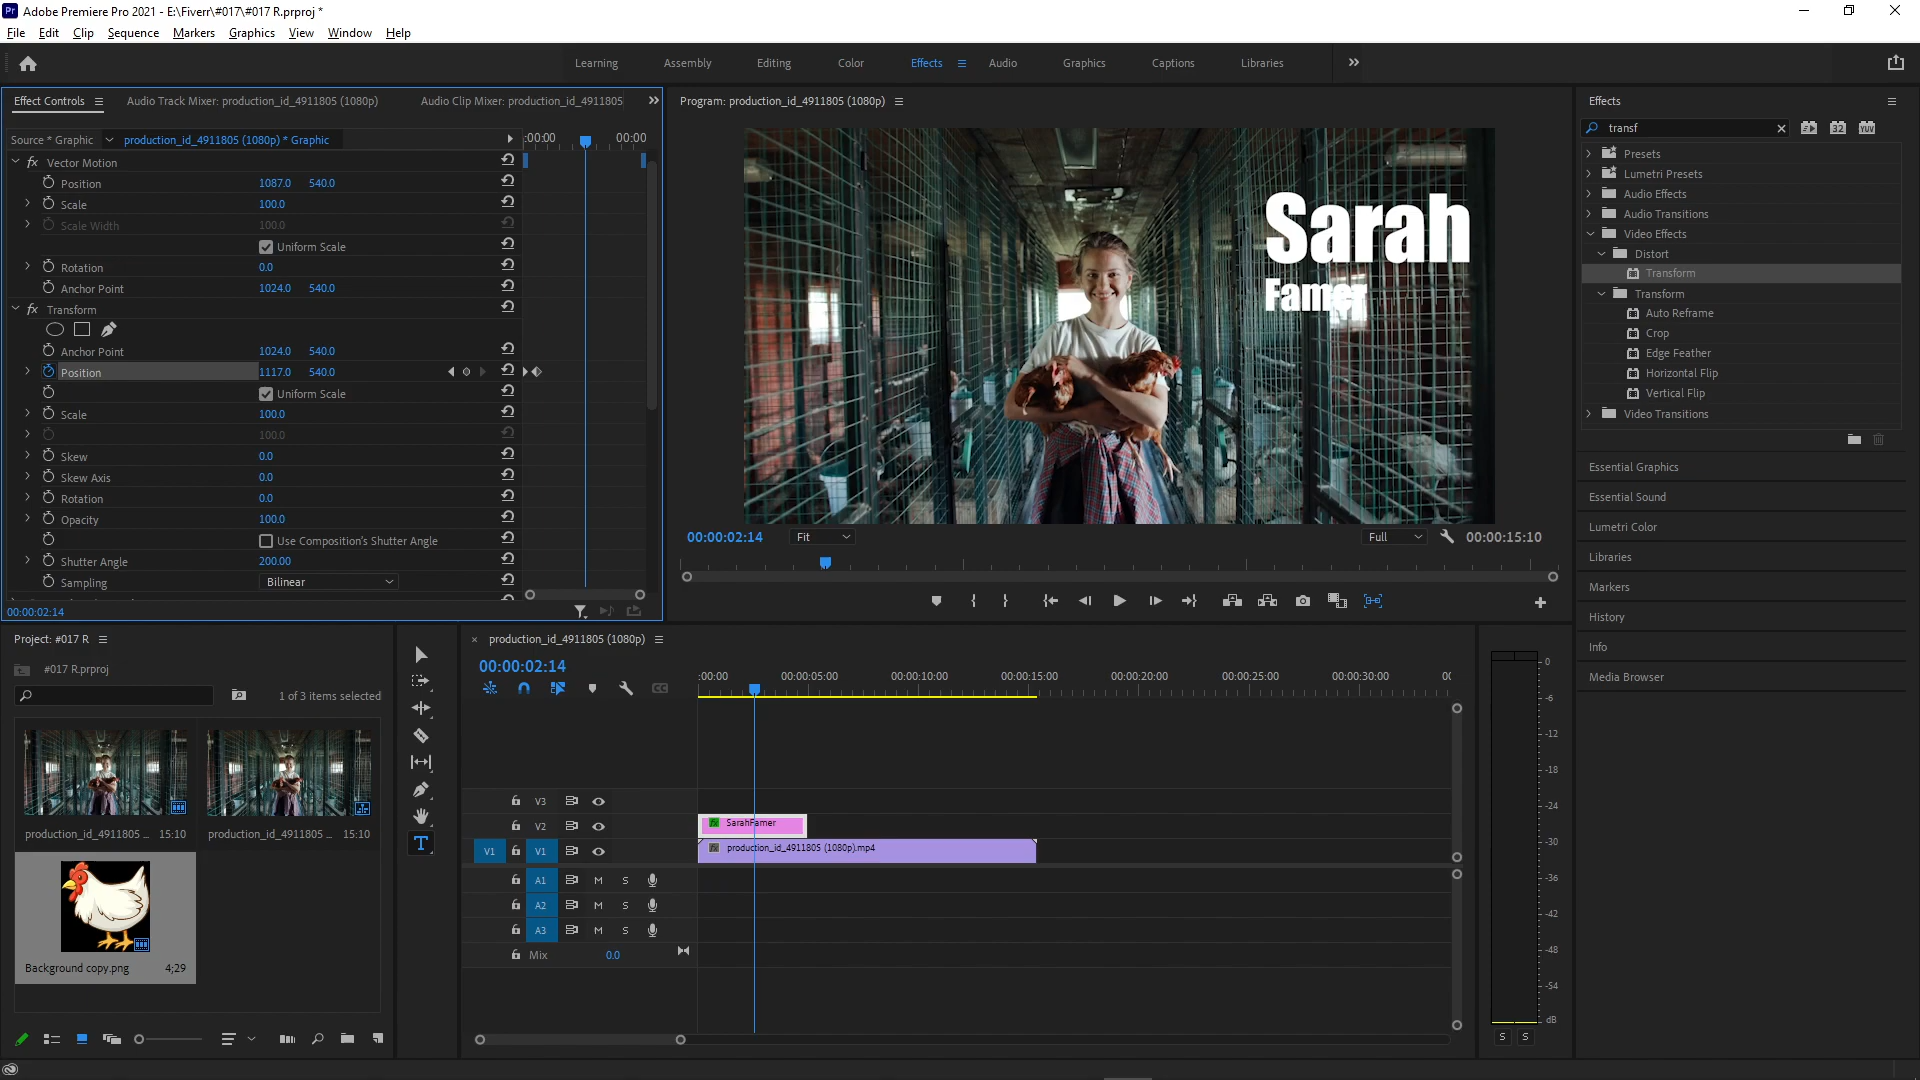 Adobe Premiere Pro 2021 - E:\Fiverr\#017\#017 R.prproj *
File Edit Clip Sequence Markers Graphics View Window Help
Learning Assembly Editing Color Effects Audio Graphics Captions Libraries
Effect Controls Audio Track Mixer: production_id_4911805 (1080p) Audio Clip Mixer: production_id_4911805
Source * Graphic production_id_4911805 (1080p) * Graphic :00:00 00:00
fx Vector Motion
Position 1087.0 540.0
Scale 100.0
Scale Width 100.0
Uniform Scale
Rotation 0.0
Anchor Point 1024.0 540.0
fx Transform
Anchor Point 1024.0 540.0
Position 1117.0 540.0
Uniform Scale
Scale 100.0
100.0
Skew 0.0
Skew Axis 0.0
Rotation 0.0
Opacity 100.0
Use Composition's Shutter Angle
Shutter Angle 200.00
Sampling Bilinear
00:00:02:14
Program: production_id_4911805 (1080p)
Sarah
Famer
00:00:02:14 Fit Full 00:00:15:10
Effects
transf
32 YUV
Presets
Lumetri Presets
Audio Effects
Audio Transitions
Video Effects
Distort
Transform
Transform
Auto Reframe
Crop
Edge Feather
Horizontal Flip
Vertical Flip
Video Transitions
Essential Graphics
Essential Sound
Lumetri Color
Libraries
Markers
History
Info
Media Browser
Project: #017 R
#017 R.prproj
1 of 3 items selected
production_id_4911805 ... 15:10 production_id_4911805 ... 15:10
Background copy.png 4;29
T
× production_id_4911805 (1080p)
00:00:02:14
CC
:00:00 00:00:05:00 00:00:10:00 00:00:15:00 00:00:20:00 00:00:25:00 00:00:30:00 00
V3
V2 fx SarahFamer
V1 V1 fx production_id_4911805 (1080p).mp4
A1 M S
A2 M S
A3 M S
Mix 0.0
0
-6
-12
-18
-24
-30
-36
-42
-48
-54
dB
S S